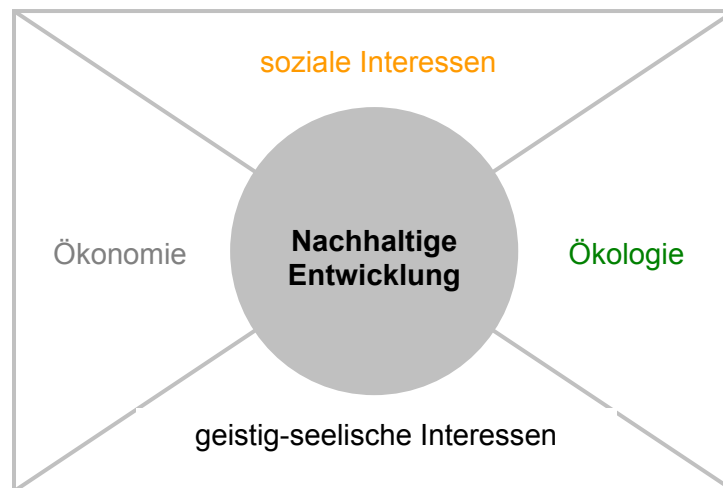 soziale Interessen
Ökonomie
Nachhaltige
Entwicklung
Ökologie
geistig-seelische Interessen